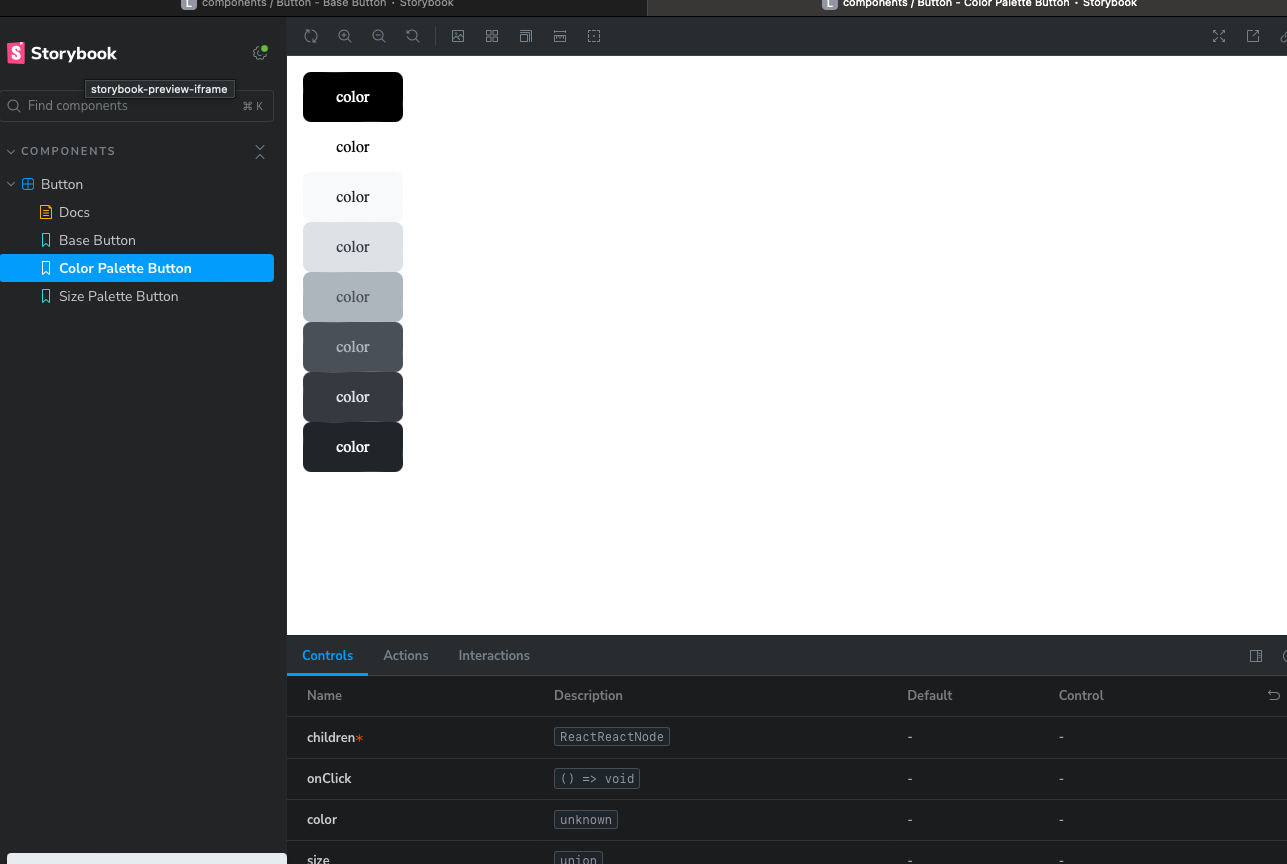 L components / Button - Base Button • Storybook
L components / Button - Color Palette Button • Storybook
S Storybook
storybook-preview-iframe
Find components
⌘ K
COMPONENTS
Button
Docs
Base Button
Color Palette Button
Size Palette Button
color
color
color
color
color
color
color
color
Controls Actions Interactions
Name Description Default Control
children* ReactReactNode - -
onClick () => void - -
color unknown - -
size union - -